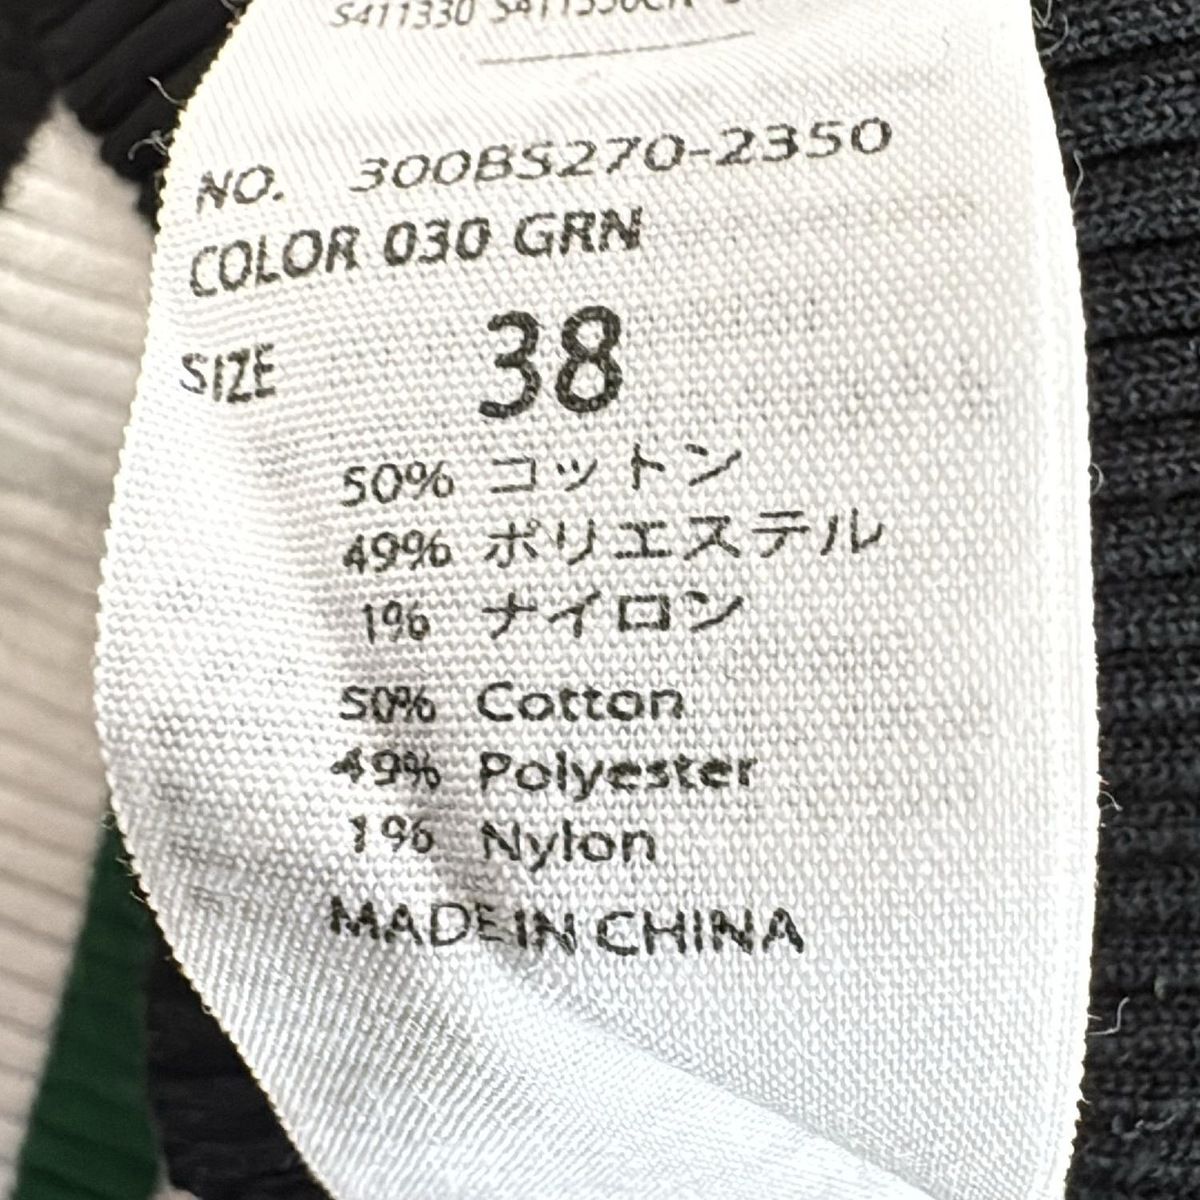 S411330
NO. 300BS270-2350
COLOR 030 GRN
SIZE 38
50% コットン
49% ポリエステル
1% ナイロン
50% Cotton
49% Polyester
1% Nylon
MADE IN CHINA